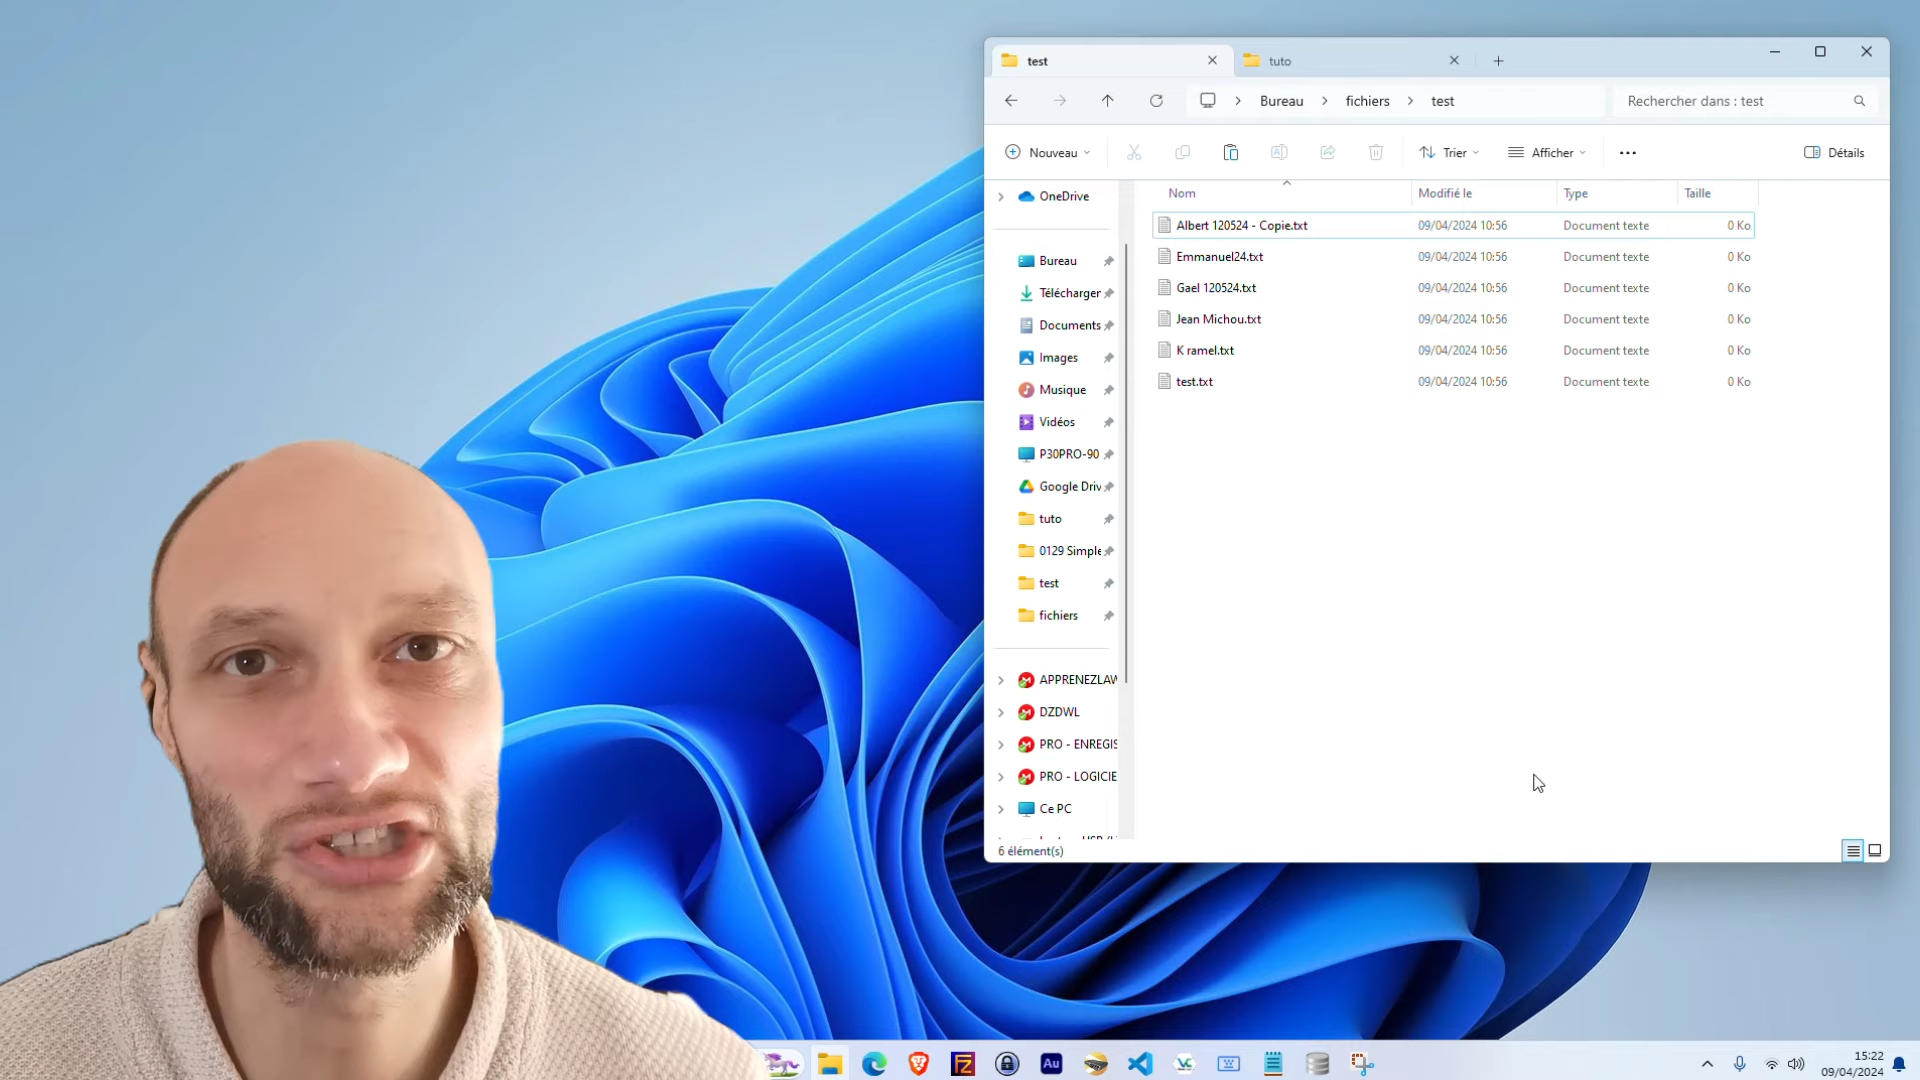 test
tuto
Bureau
fichiers
test
Rechercher dans : test
Nouveau
Trier
Afficher
Détails
OneDrive
Bureau
Télécharger
Documents
Images
Musique
Vidéos
P30PRO-90
Google Driv
tuto
0129 Simple
test
fichiers
APPRENEZLAW
DZDWL
PRO - ENREGIS
PRO - LOGICIE
Ce PC
Nom Modifié le Type Taille
Albert 120524 - Copie.txt 09/04/2024 10:56 Document texte 0 Ko
Emmanuel24.txt 09/04/2024 10:56 Document texte 0 Ko
Gael 120524.txt 09/04/2024 10:56 Document texte 0 Ko
Jean Michou.txt 09/04/2024 10:56 Document texte 0 Ko
K ramel.txt 09/04/2024 10:56 Document texte 0 Ko
test.txt 09/04/2024 10:56 Document texte 0 Ko
6 élément(s)
Au
15:22
09/04/2024